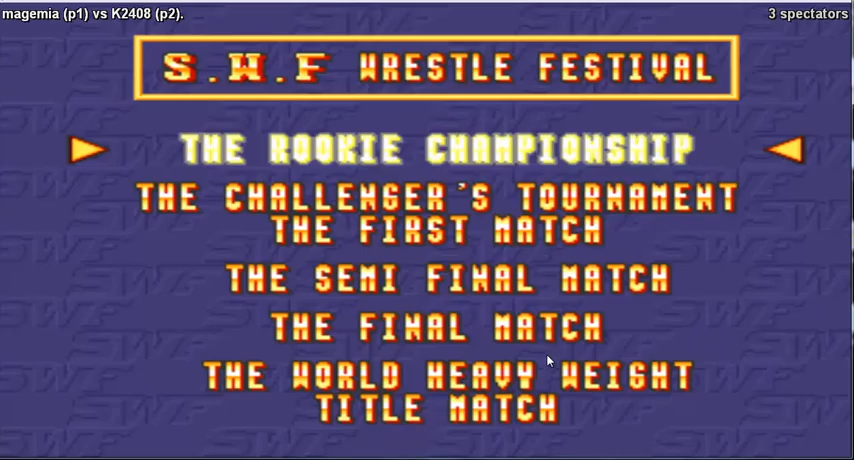 magemia (p1) vs K2408 (p2).
3 spectators
S.W.F WRESTLE FESTIVAL
THE ROOKIE CHAMPIONSHIP
THE CHALLENGER'S TOURNAMENT
THE FIRST MATCH
THE SEMI FINAL MATCH
THE FINAL MATCH
THE WORLD HEAVY WEIGHT
TITLE MATCH